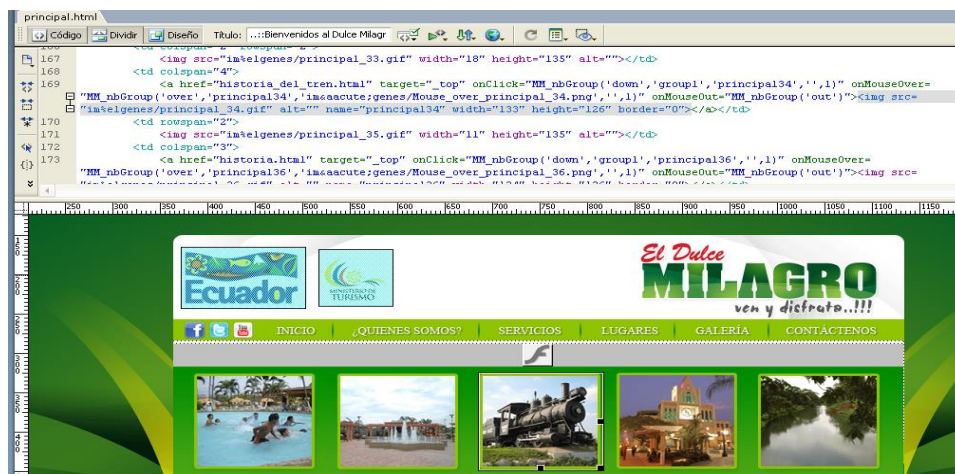 principal.html
Código Dividir Diseño Título: ..::Bienvenidos al Dulce Milagr
167 <img src="im%elgenes/principal_33.gif" width="18" height="135" alt=""></td>
168 <td colspan="4">
169 <a href="historia_del_tren.html" target="_top" onClick="MM_nbGroup('down','group1','principal34','',1)" onMouseOver=
"MM_nbGroup('over','principal34','im&aacute;genes/Mouse_over_principal_34.png','',1)" onMouseOut="MM_nbGroup('out')"><img src=
"im%elgenes/principal_34.gif" alt="" name="principal34" width="133" height="126" border="0"></a></td>
170 <td rowspan="2">
171 <img src="im%elgenes/principal_35.gif" width="11" height="135" alt=""></td>
172 <td colspan="3">
173 <a href="historia.html" target="_top" onClick="MM_nbGroup('down','group1','principal36','',1)" onMouseOver=
"MM_nbGroup('over','principal36','im&aacute;genes/Mouse_over_principal_36.png','',1)" onMouseOut="MM_nbGroup('out')"><img src=
250 300 350 400 450 500 550 600 650 700 750 800 850 900 950 1000 1050 1100 1150
Ecuador
MINISTERIO DE
TURISMO
El Dulce
MILAGRO
ven y disfruta..!!!
INICIO ¿QUIENES SOMOS? SERVICIOS LUGARES GALERÍA CONTÁCTENOS